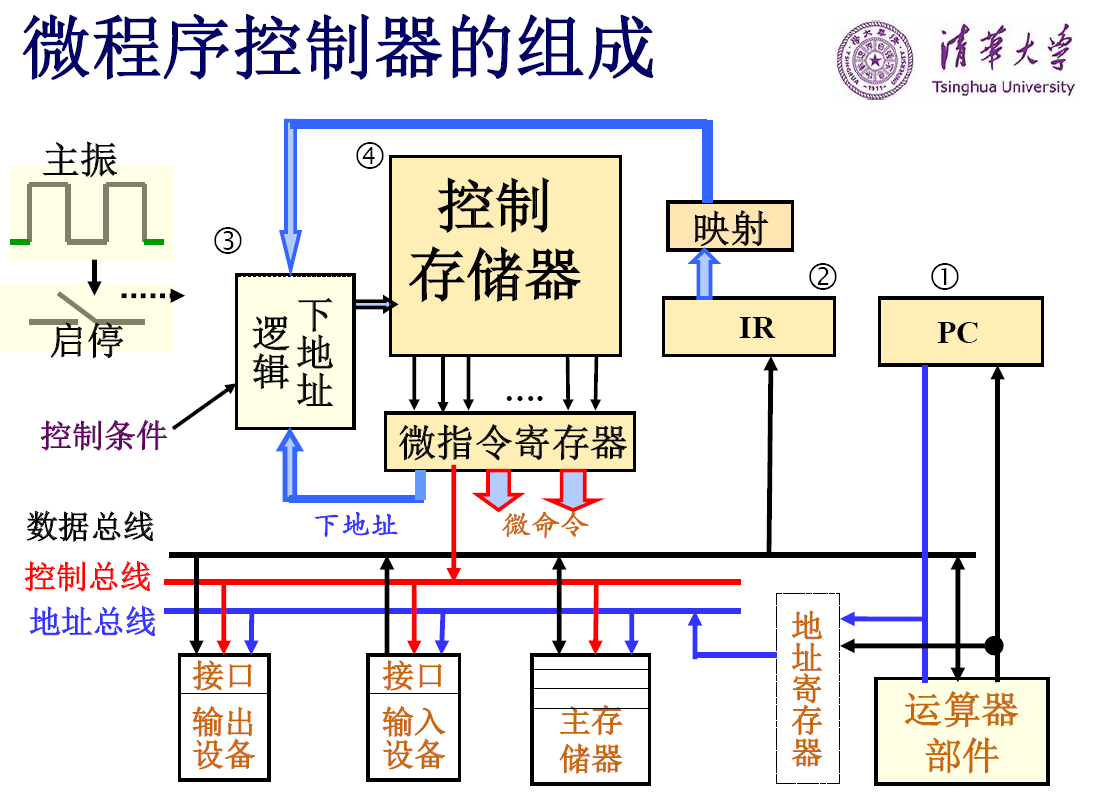 微程序控制器的组成
清華大学
Tsinghua University
主振
启停
控制条件
③
下地址
逻辑
④
控制
存储器
映射
②
IR
①
PC
....
微指令寄存器
下地址
微命令
数据总线
控制总线
地址总线
接口
输出
设备
接口
输入
设备
主存
储器
地址寄存器
运算器
部件